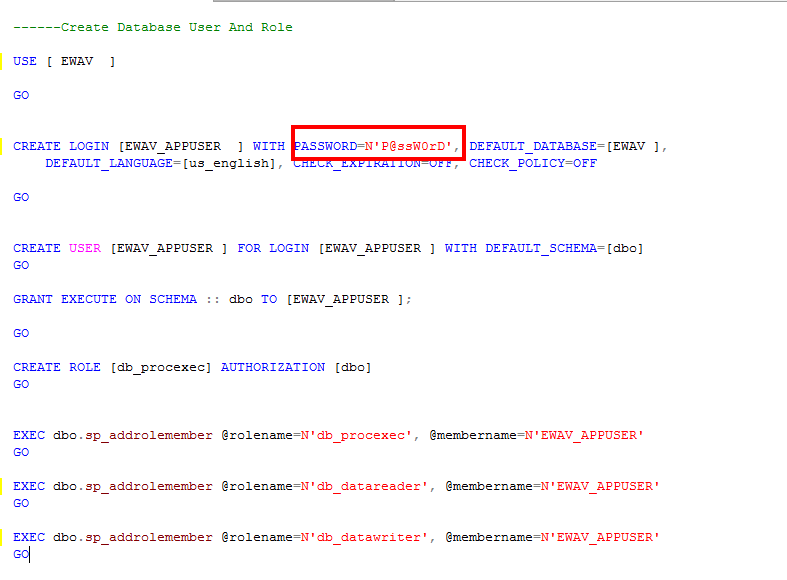 ------Create Database User And Role
USE [ EWAV  ]
GO
CREATE LOGIN [EWAV_APPUSER  ] WITH PASSWORD=N'P@ssW0rD', DEFAULT_DATABASE=[EWAV ],
    DEFAULT_LANGUAGE=[us_english], CHECK_EXPIRATION=OFF, CHECK_POLICY=OFF
GO
CREATE USER [EWAV_APPUSER ] FOR LOGIN [EWAV_APPUSER ] WITH DEFAULT_SCHEMA=[dbo]
GO
GRANT EXECUTE ON SCHEMA :: dbo TO [EWAV_APPUSER ];
GO
CREATE ROLE [db_procexec] AUTHORIZATION [dbo]
GO
EXEC dbo.sp_addrolemember @rolename=N'db_procexec', @membername=N'EWAV_APPUSER'
GO
EXEC dbo.sp_addrolemember @rolename=N'db_datareader', @membername=N'EWAV_APPUSER'
GO
EXEC dbo.sp_addrolemember @rolename=N'db_datawriter', @membername=N'EWAV_APPUSER'
GO